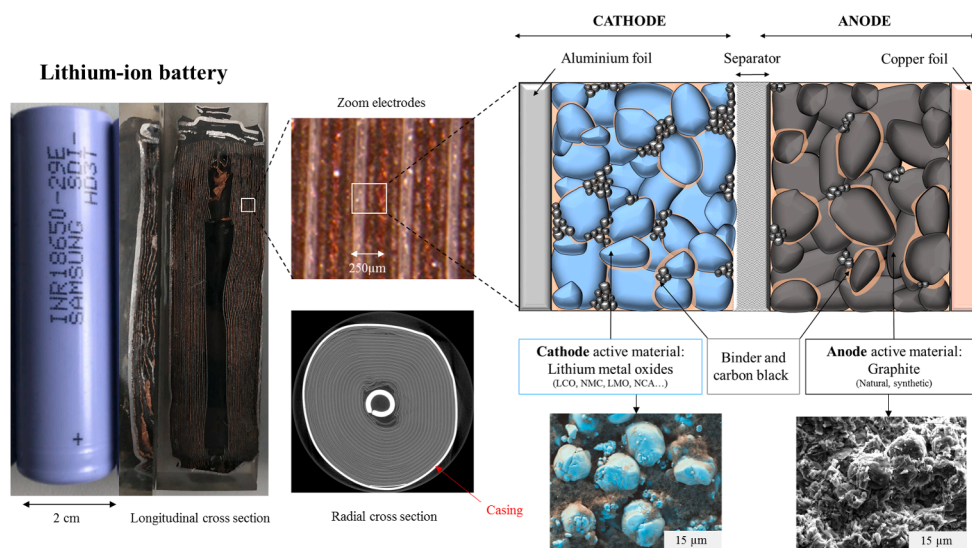 CATHODE
ANODE
Aluminium foil
Separator
Copper foil
Lithium-ion battery
Zoom electrodes
INR18650-29E
SAMSUNG SDI-
HD3T
250µm
Cathode active material:
Lithium metal oxides
(LCO, NMC, LMO, NCA…)
Binder and
carbon black
Anode active material:
Graphite
(Natural, synthetic)
+
2 cm
Longitudinal cross section
Radial cross section
Casing
15 µm
15 µm